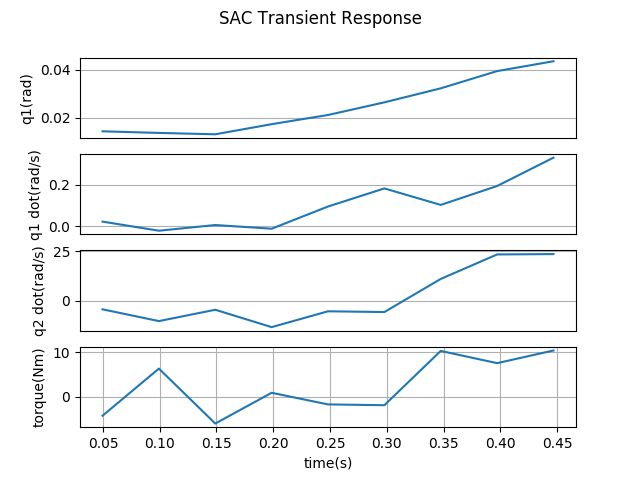 SAC Transient Response
0.04
0.02
q1(rad)
0.2
0.0
q1 dot(rad/s)
25
0
q2 dot(rad/s)
10
0
torque(Nm)
0.05 0.10 0.15 0.20 0.25 0.30 0.35 0.40 0.45
time(s)